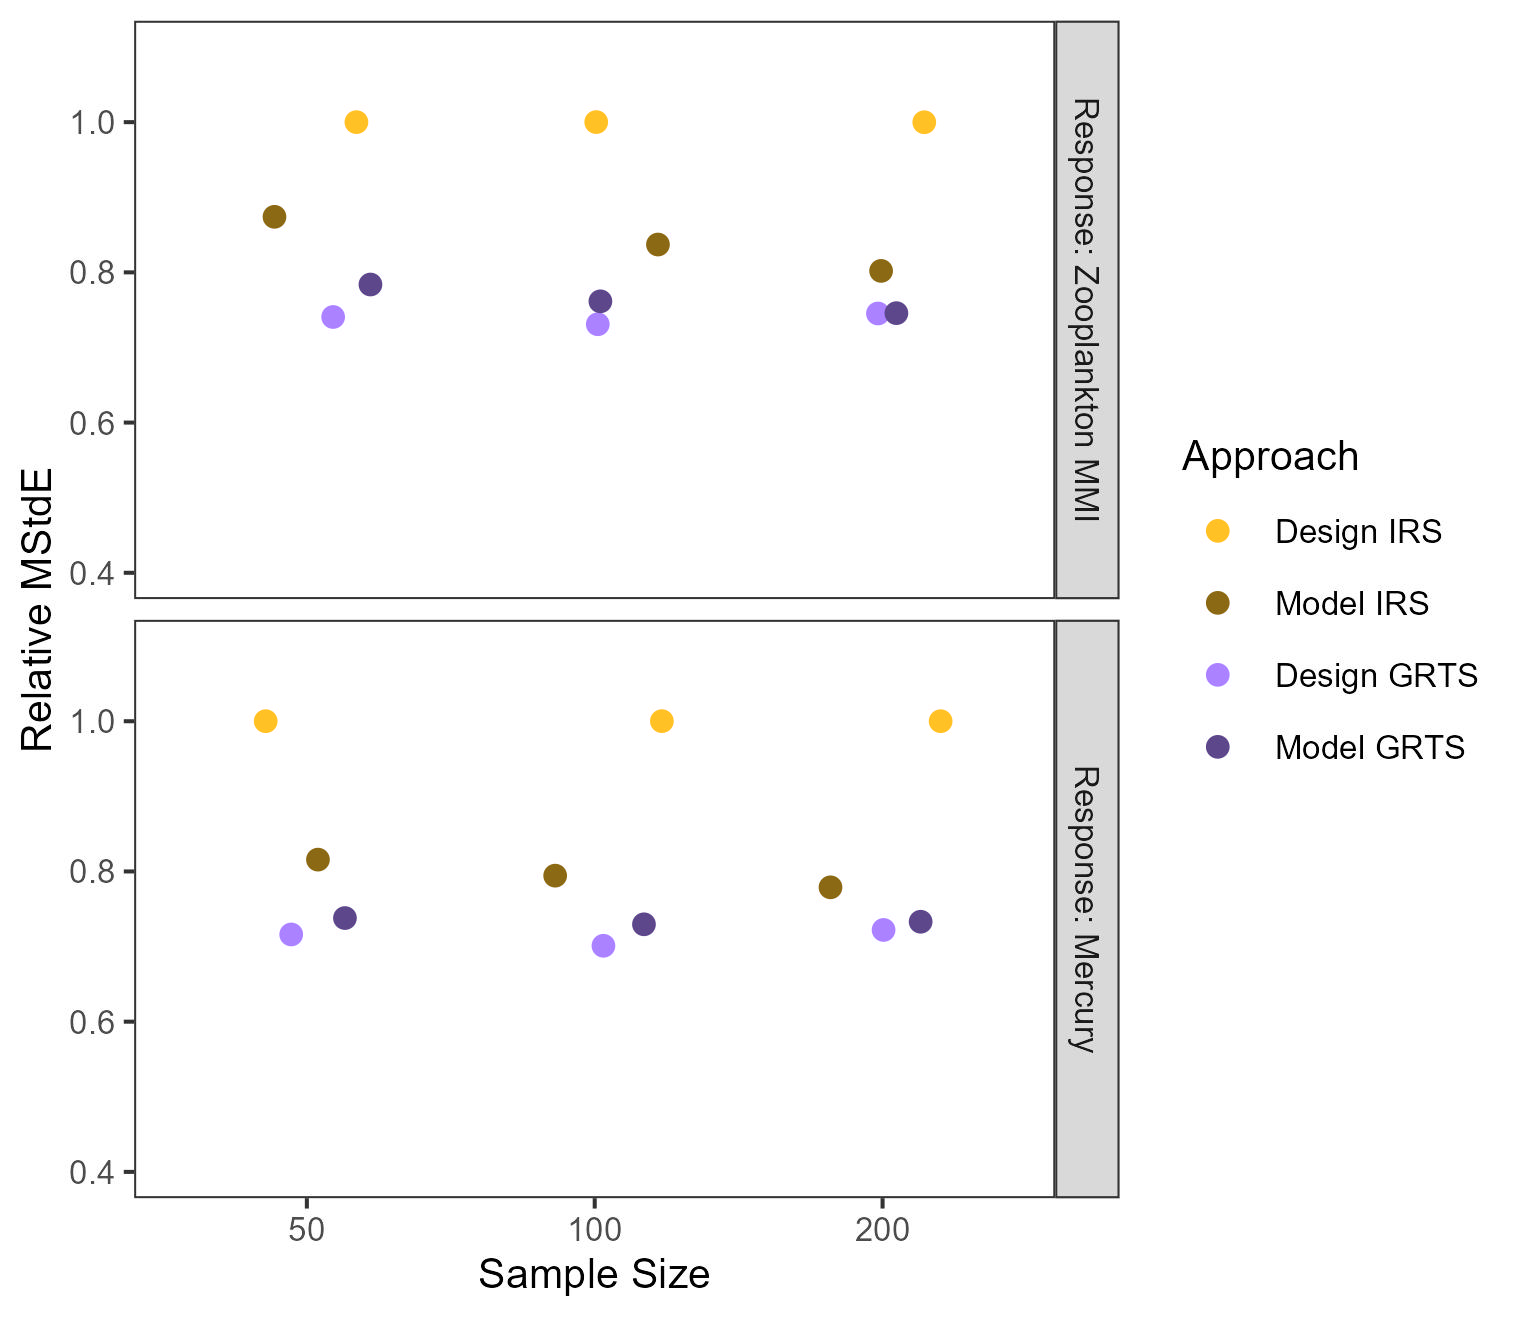 Relative MStdE
1.0
0.8
0.6
0.4
Response: Zooplankton MMI
1.0
0.8
0.6
0.4
Response: Mercury
50 100 200
Sample Size
Approach
Design IRS
Model IRS
Design GRTS
Model GRTS